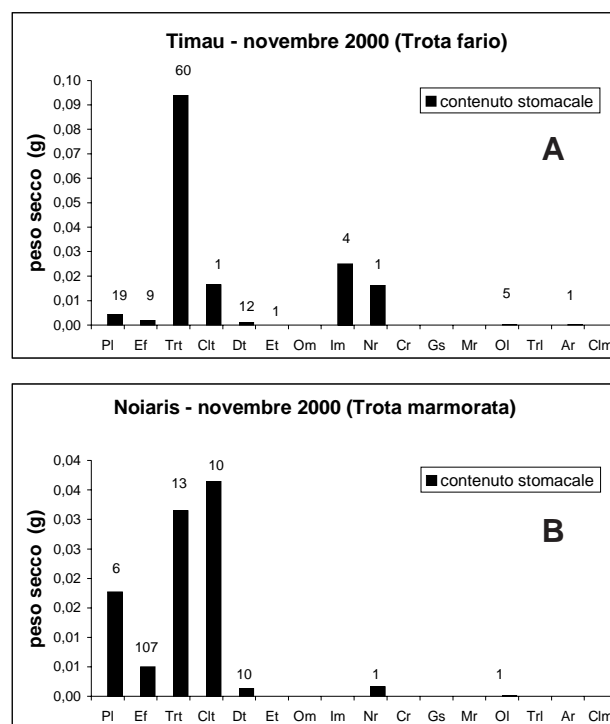 Timau - novembre 2000 (Trota fario)
peso secco (g)
0,10
0,09
0,08
0,07
0,06
0,05
0,04
0,03
0,02
0,01
0,00
contenuto stomacale
A
19 9 60 1 12 1 4 1 5 1
Pl Ef Trt Clt Dt Et Om Im Nr Cr Gs Mr Ol Trl Ar Clm
Noiaris - novembre 2000 (Trota marmorata)
peso secco (g)
0,04
0,04
0,03
0,03
0,02
0,02
0,01
0,01
0,00
contenuto stomacale
B
6 107 13 10 10 1 1
Pl Ef Trt Clt Dt Et Om Im Nr Cr Gs Mr Ol Trl Ar Clm